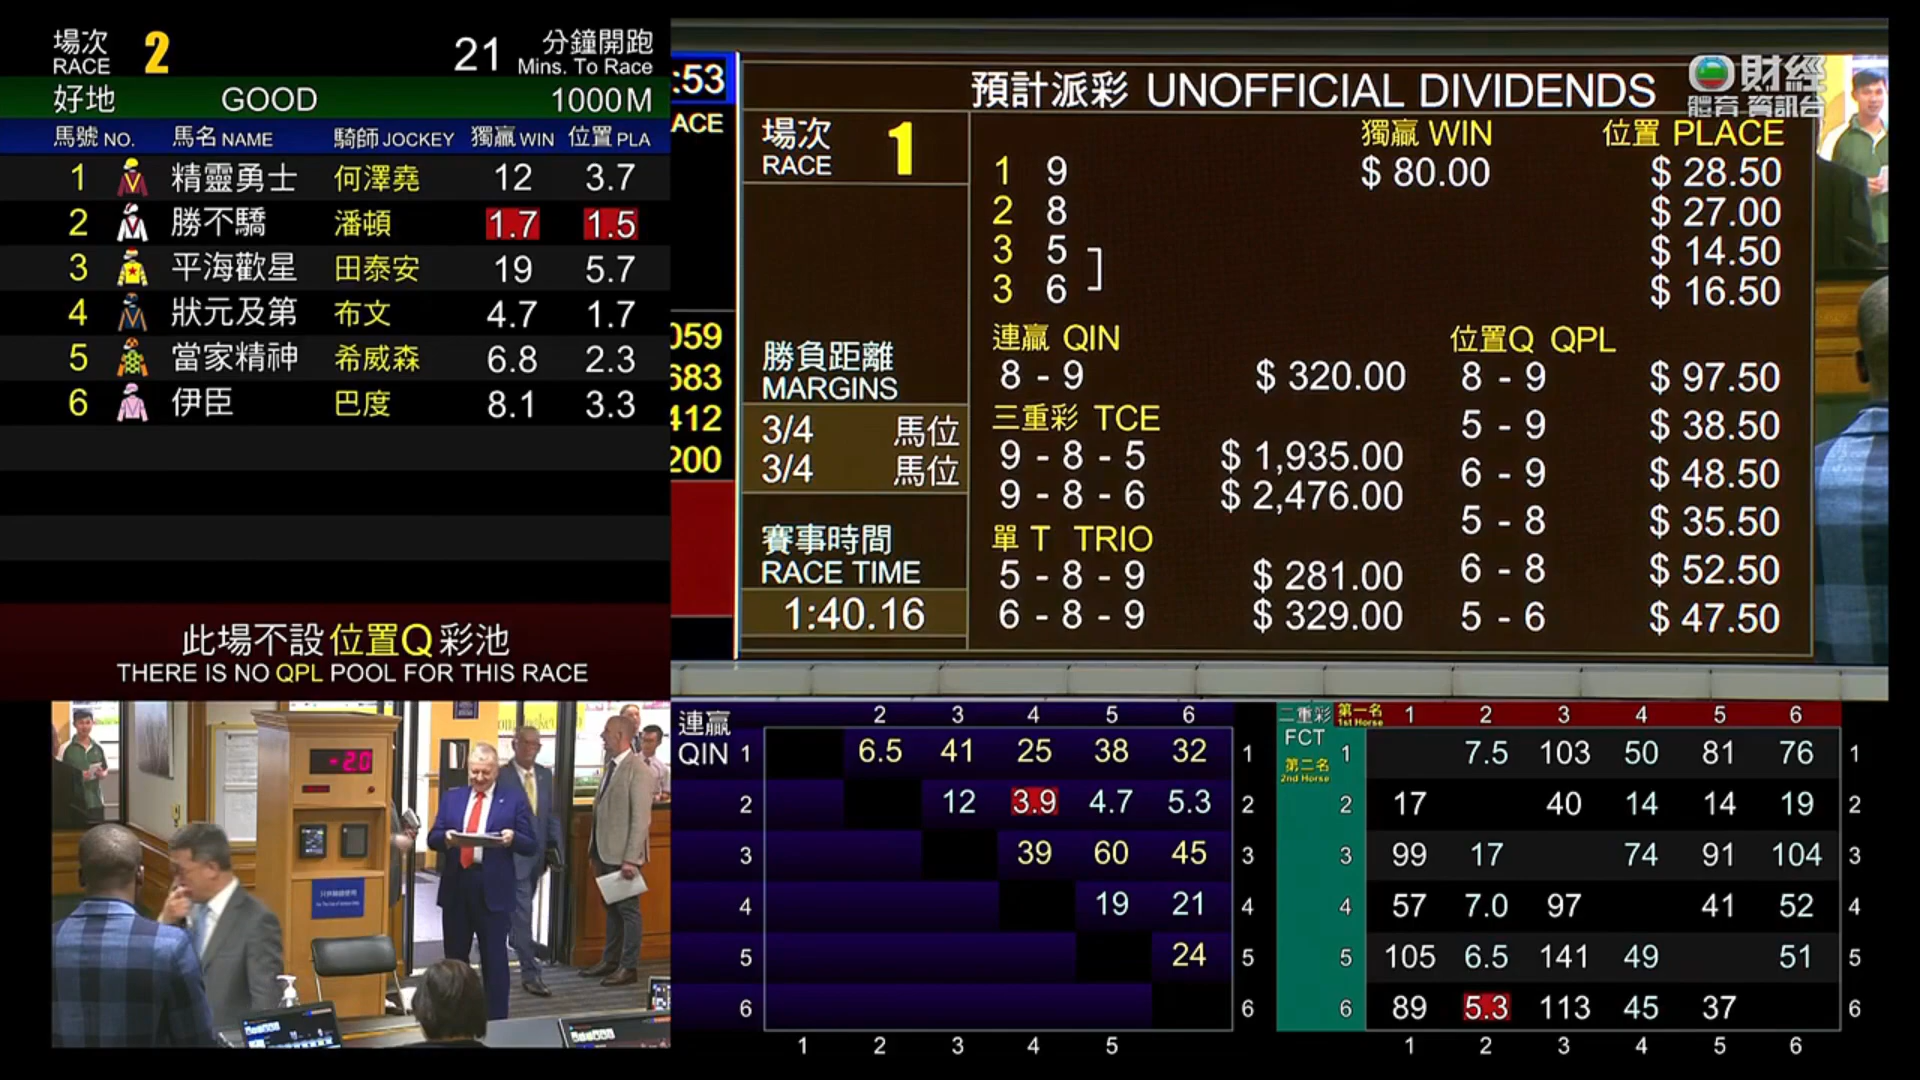 場次 2 21 分鐘開跑
RACE Mins. To Race
好地 GOOD 1000M
馬號 NO. 馬名 NAME 騎師 JOCKEY 獨贏 WIN 位置 PLA
1 精靈勇士 何澤堯 12 3.7
2 勝不驕 潘頓 1.7 1.5
3 平海歡星 田泰安 19 5.7
4 狀元及第 布文 4.7 1.7
5 當家精神 希威森 6.8 2.3
6 伊臣 巴度 8.1 3.3
此場不設位置Q彩池
THERE IS NO QPL POOL FOR THIS RACE
:53
ACE
059
683
412
200
預計派彩 UNOFFICIAL DIVIDENDS
財經
體育 資訊台
場次 1
RACE
獨贏 WIN 位置 PLACE
1 9 $ 80.00 $ 28.50
2 8 $ 27.00
3 5 $ 14.50
3 6 $ 16.50
勝負距離
MARGINS
3/4 馬位
3/4 馬位
賽事時間
RACE TIME
1:40.16
連贏 QIN
8 - 9 $ 320.00
三重彩 TCE
9 - 8 - 5 $ 1,935.00
9 - 8 - 6 $ 2,476.00
單T TRIO
5 - 8 - 9 $ 281.00
6 - 8 - 9 $ 329.00
位置Q QPL
8 - 9 $ 97.50
5 - 9 $ 38.50
6 - 9 $ 48.50
5 - 8 $ 35.50
6 - 8 $ 52.50
5 - 6 $ 47.50
-20
連贏 2 3 4 5 6
QIN 1 6.5 41 25 38 32 1
2 12 3.9 4.7 5.3 2
3 39 60 45 3
4 19 21 4
5 24 5
6 6
1 2 3 4 5
二重彩 第一名 1st Horse 1 2 3 4 5 6
FCT
第二名
2nd Horse
1 7.5 103 50 81 76 1
2 17 40 14 14 19 2
3 99 17 74 91 104 3
4 57 7.0 97 41 52 4
5 105 6.5 141 49 51 5
6 89 5.3 113 45 37 6
1 2 3 4 5 6